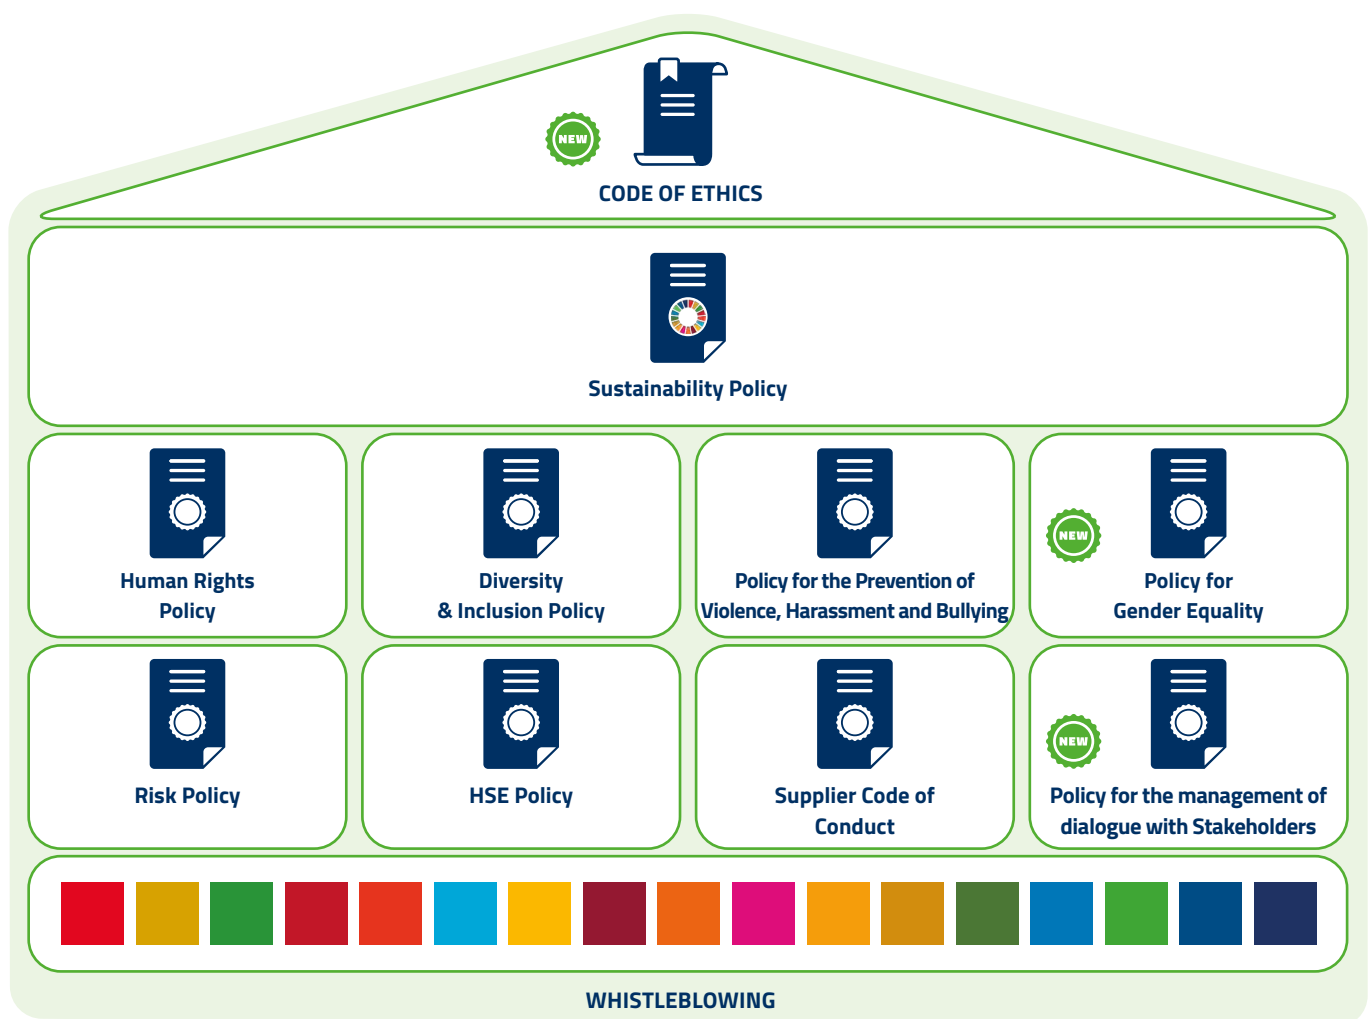 NEW
CODE OF ETHICS
Sustainability Policy
Human Rights
Policy
Diversity
& Inclusion Policy
Policy for the Prevention of
Violence, Harassment and Bullying
NEW
Policy for
Gender Equality
Risk Policy
HSE Policy
Supplier Code of
Conduct
NEW
Policy for the management of
dialogue with Stakeholders
WHISTLEBLOWING